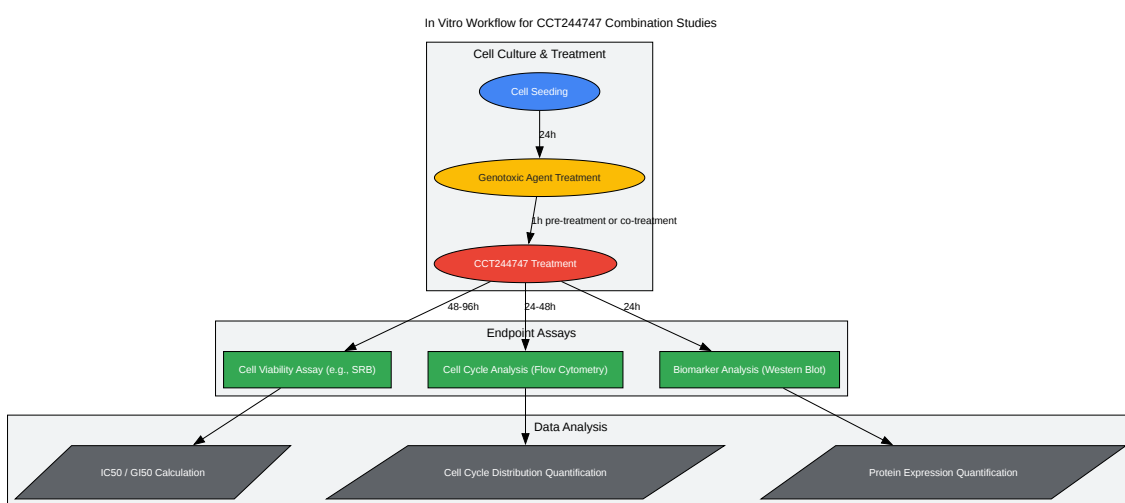 In Vitro Workflow for CCT244747 Combination Studies
Cell Culture & Treatment
Cell Seeding
24h
Genotoxic Agent Treatment
1h pre-treatment or co-treatment
CCT244747 Treatment
48-96h
24-48h
24h
Endpoint Assays
Cell Viability Assay (e.g., SRB)
Cell Cycle Analysis (Flow Cytometry)
Biomarker Analysis (Western Blot)
Data Analysis
IC50 / GI50 Calculation
Cell Cycle Distribution Quantification
Protein Expression Quantification